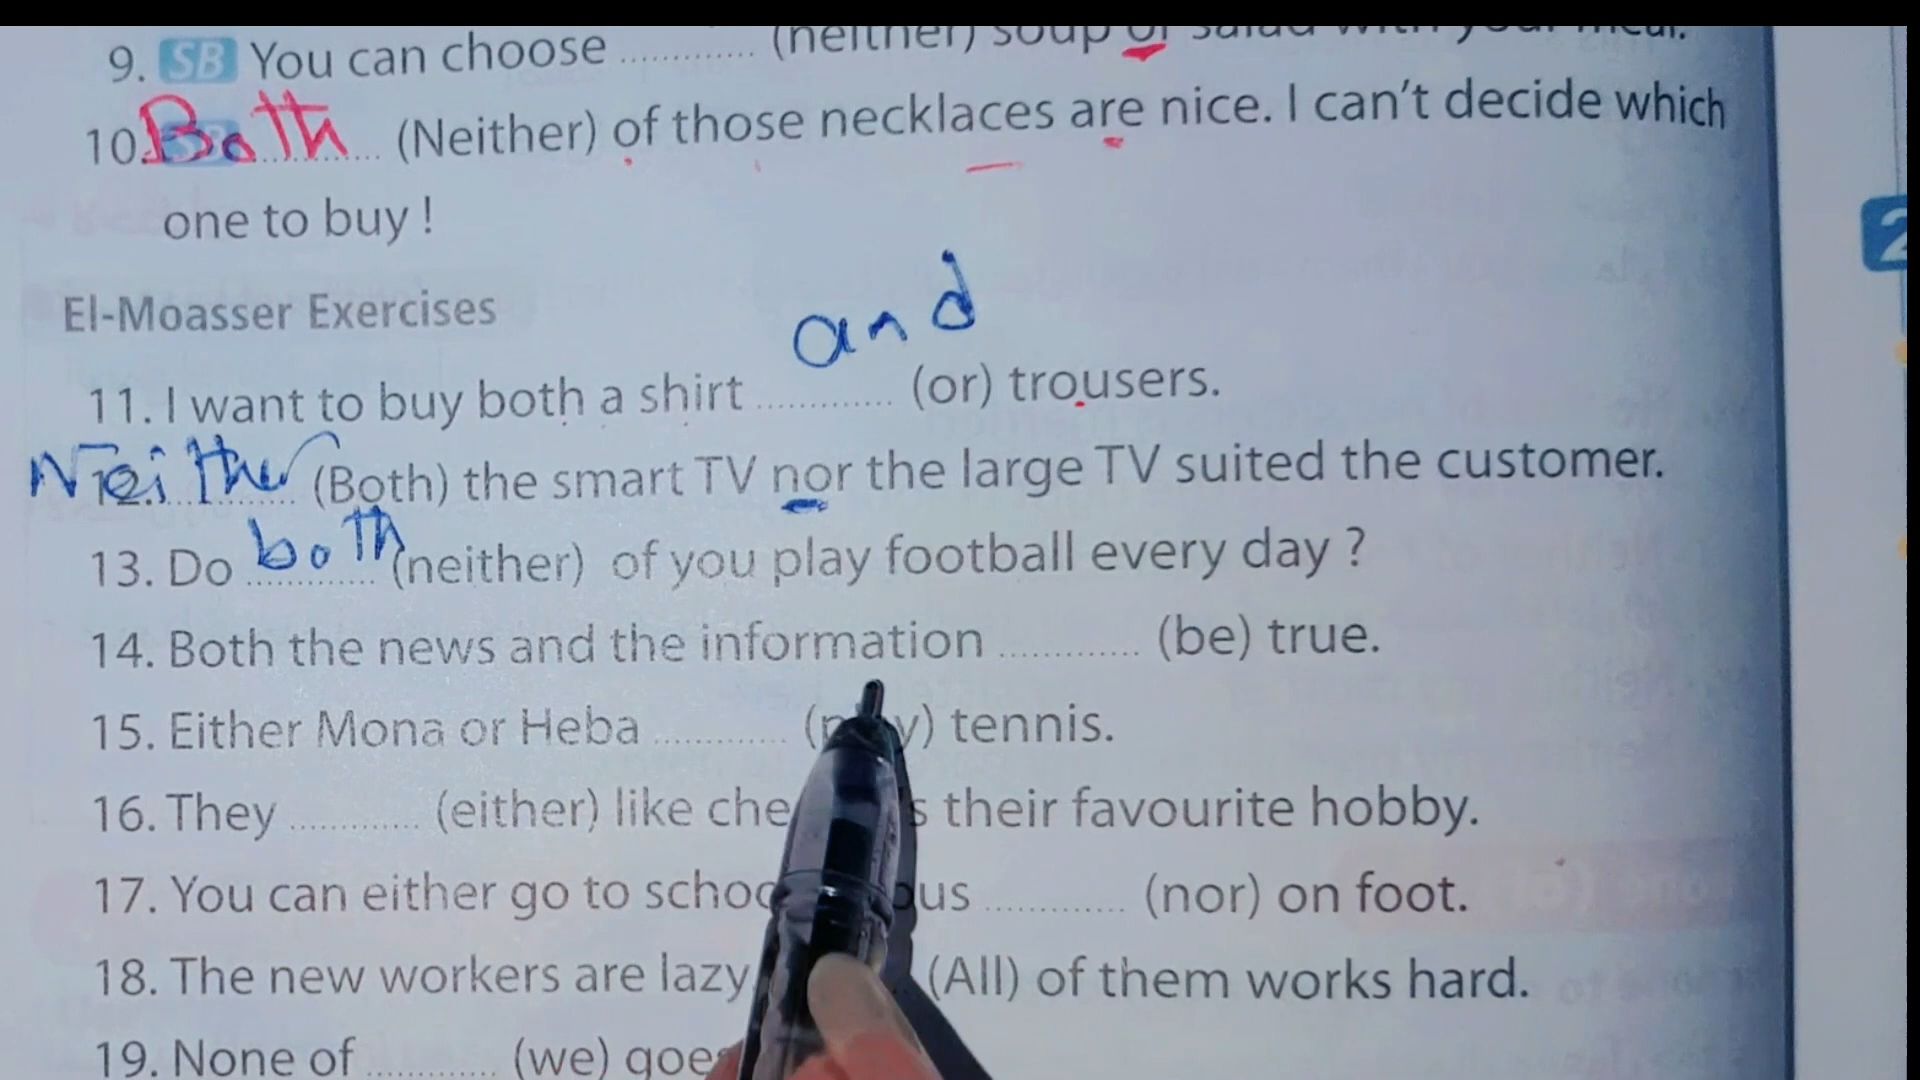 9. SB You can choose ............ (neither) soup or salad with your meal.
10. Both ............ (Neither) of those necklaces are nice. I can't decide which
one to buy !
El-Moasser Exercises
and
11. I want to buy both a shirt ............ (or) trousers.
12. Neither ............ (Both) the smart TV nor the large TV suited the customer.
13. Do both ............ (neither) of you play football every day ?
14. Both the news and the information ............ (be) true.
15. Either Mona or Heba ............ tennis.
16. They ............ (either) like their favourite hobby.
17. You can either go to ............ (nor) on foot.
18. The new workers are lazy (All) of them works hard.
19. None of ............ (we)
2